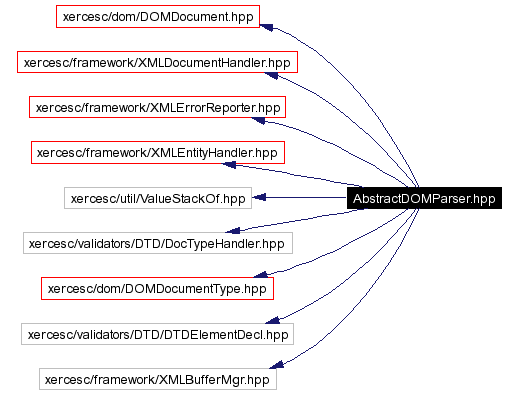 xercesc/dom/DOMDocument.hpp
xercesc/framework/XMLDocumentHandler.hpp
xercesc/framework/XMLErrorReporter.hpp
xercesc/framework/XMLEntityHandler.hpp
xercesc/util/ValueStackOf.hpp
AbstractDOMParser.hpp
xercesc/validators/DTD/DocTypeHandler.hpp
xercesc/dom/DOMDocumentType.hpp
xercesc/validators/DTD/DTDElementDecl.hpp
xercesc/framework/XMLBufferMgr.hpp